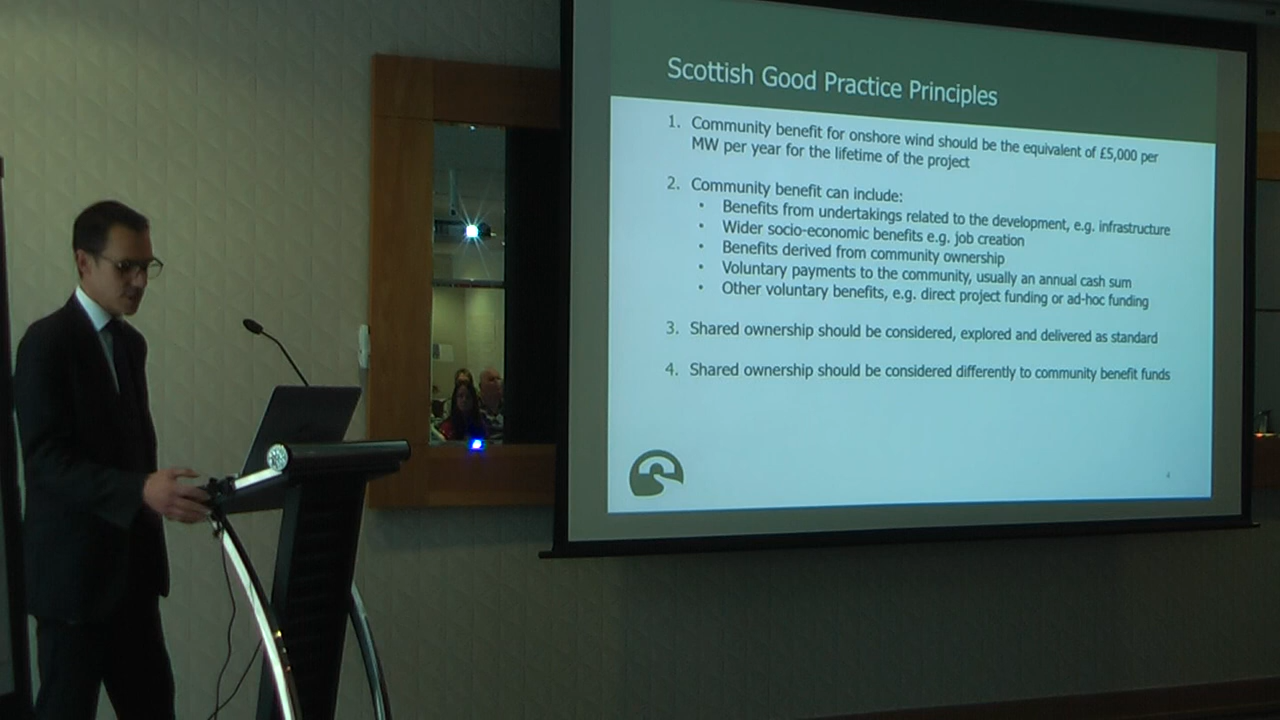 Scottish Good Practice Principles
1. Community benefit for onshore wind should be the equivalent of £5,000 per
MW per year for the lifetime of the project
2. Community benefit can include:
• Benefits from undertakings related to the development, e.g. infrastructure
• Wider socio-economic benefits e.g. job creation
• Benefits derived from community ownership
• Voluntary payments to the community, usually an annual cash sum
• Other voluntary benefits, e.g. direct project funding or ad-hoc funding
3. Shared ownership should be considered, explored and delivered as standard
4. Shared ownership should be considered differently to community benefit funds